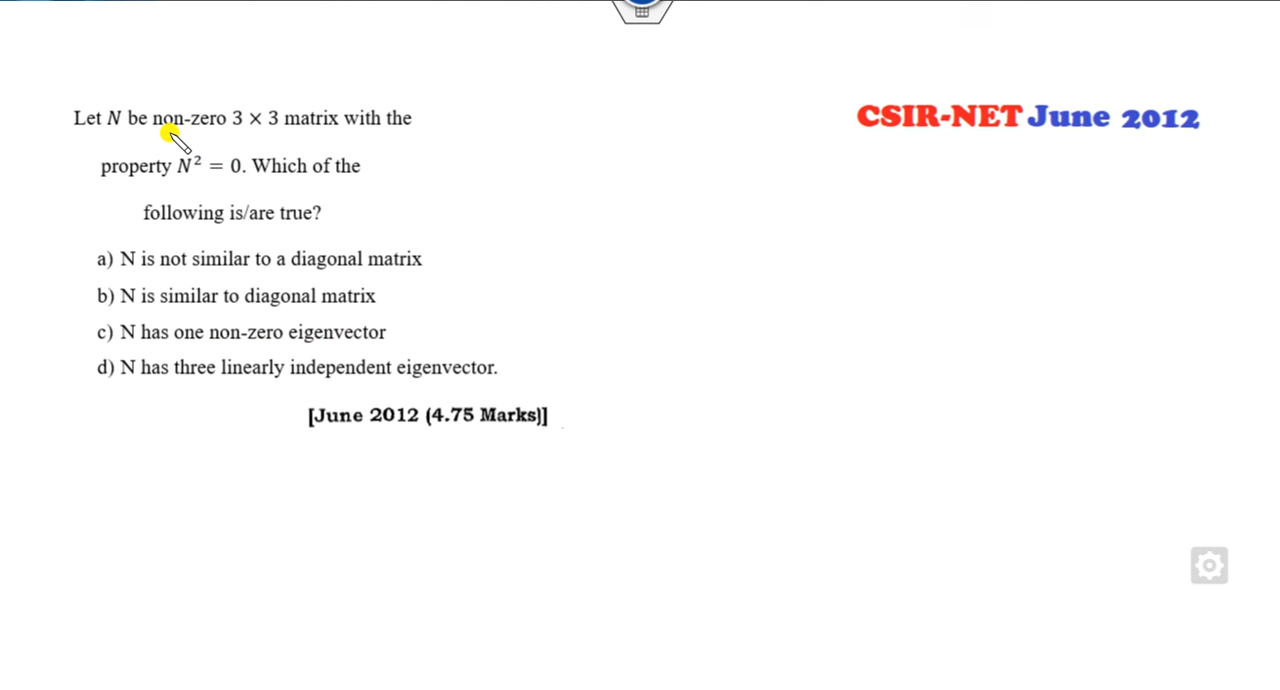 Let N be non-zero 3 × 3 matrix with the
CSIR-NET June 2012
property N² = 0. Which of the
following is/are true?
a) N is not similar to a diagonal matrix
b) N is similar to diagonal matrix
c) N has one non-zero eigenvector
d) N has three linearly independent eigenvector.
[June 2012 (4.75 Marks)]